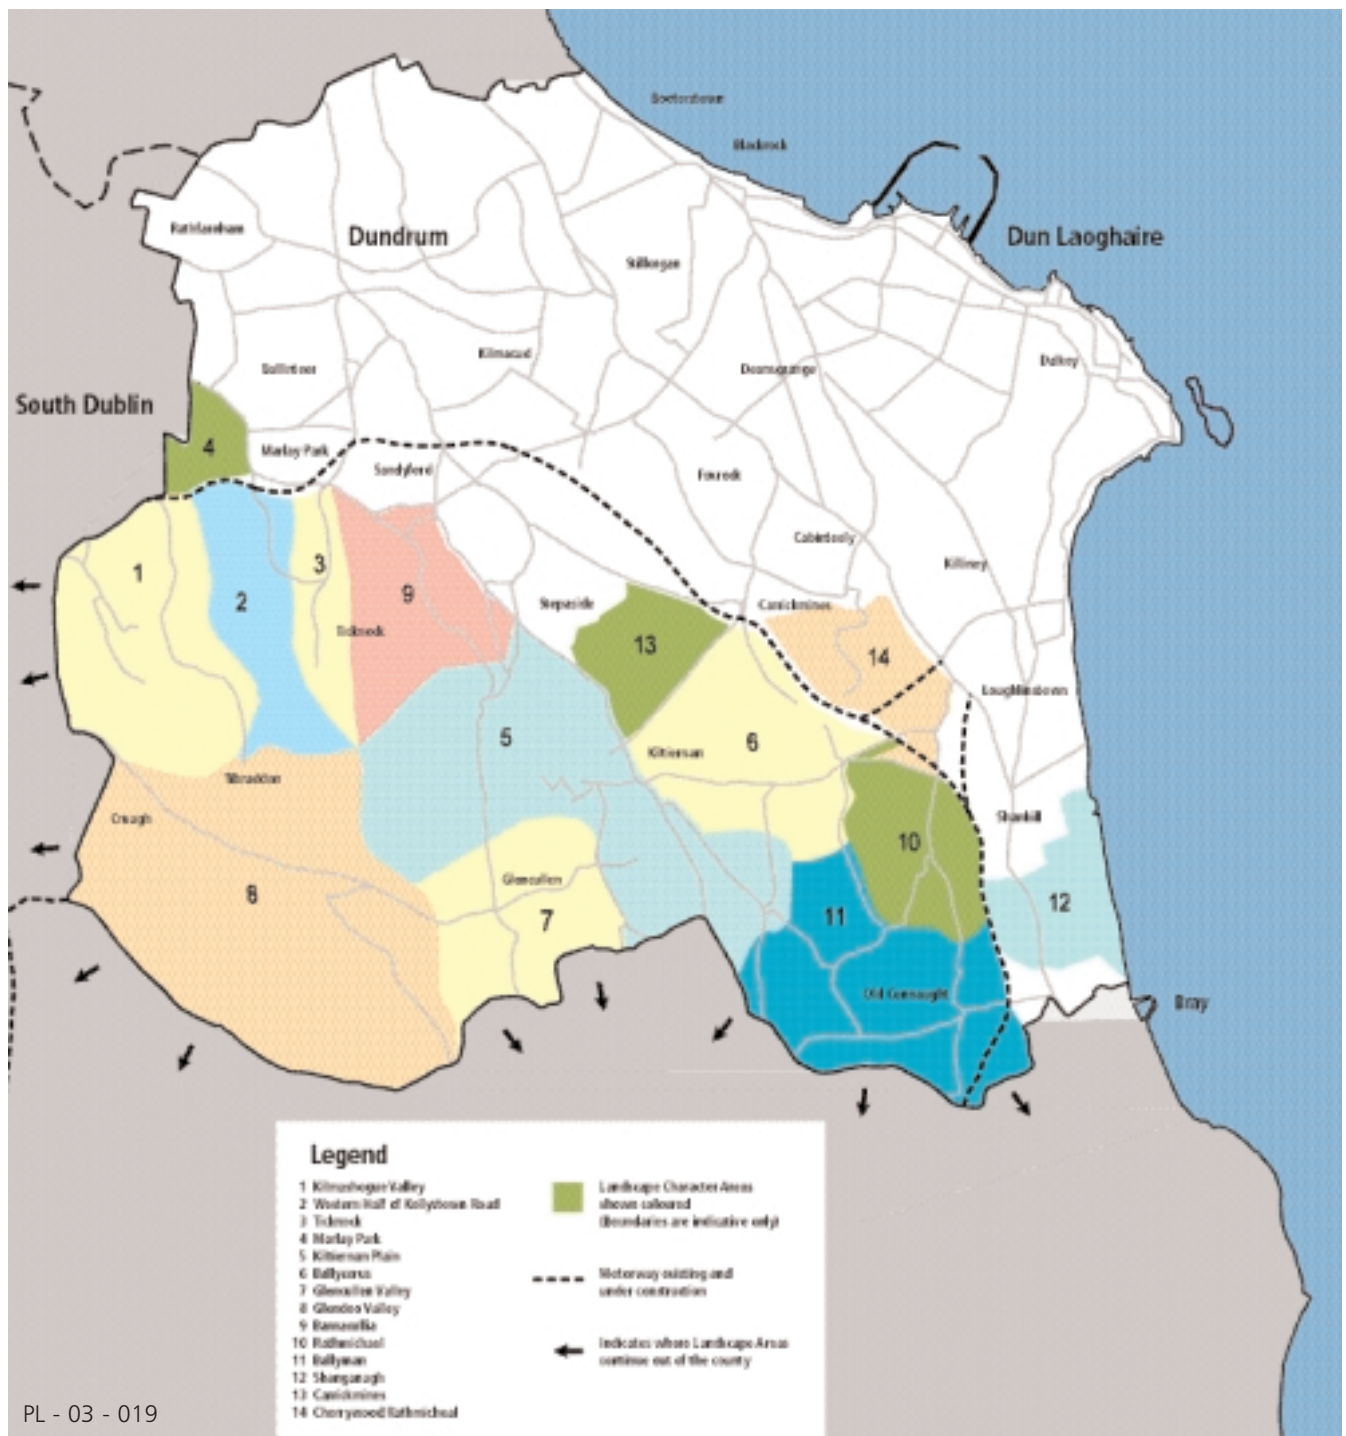 Booterstown
Blackrock
Rathfarnham
Dundrum
Dun Laoghaire
Stillorgan
Kilmacud
Ballinteer
Deansgrange
Dalkey
South Dublin
4
Marlay Park
Sandyford
Foxrock
Cabinteely
Killiney
1
2
3
9
Ticknock
Stepaside
Carrickmines
13
14
Loughlinstown
5
Kiltiernan
6
Tibradden
Cruagh
Shankill
10
8
Glencullen
7
11
12
Old Connaught
Bray
Legend
1 Kilmashogue Valley
2 Western Half of Kellystown Road
3 Ticknock
4 Marlay Park
5 Kiltiernan Plain
6 Ballycorus
7 Glencullen Valley
8 Glendoo Valley
9 Barnacullia
10 Rathmichael
11 Ballyman
12 Shanganagh
13 Carrickmines
14 Cherrywood Rathmicheal
Landscape Character Areas
shown coloured
(Boundaries are indicative only)
Motorway existing and
under construction
Indicates where Landscape Areas
continue out of the county
PL - 03 - 019